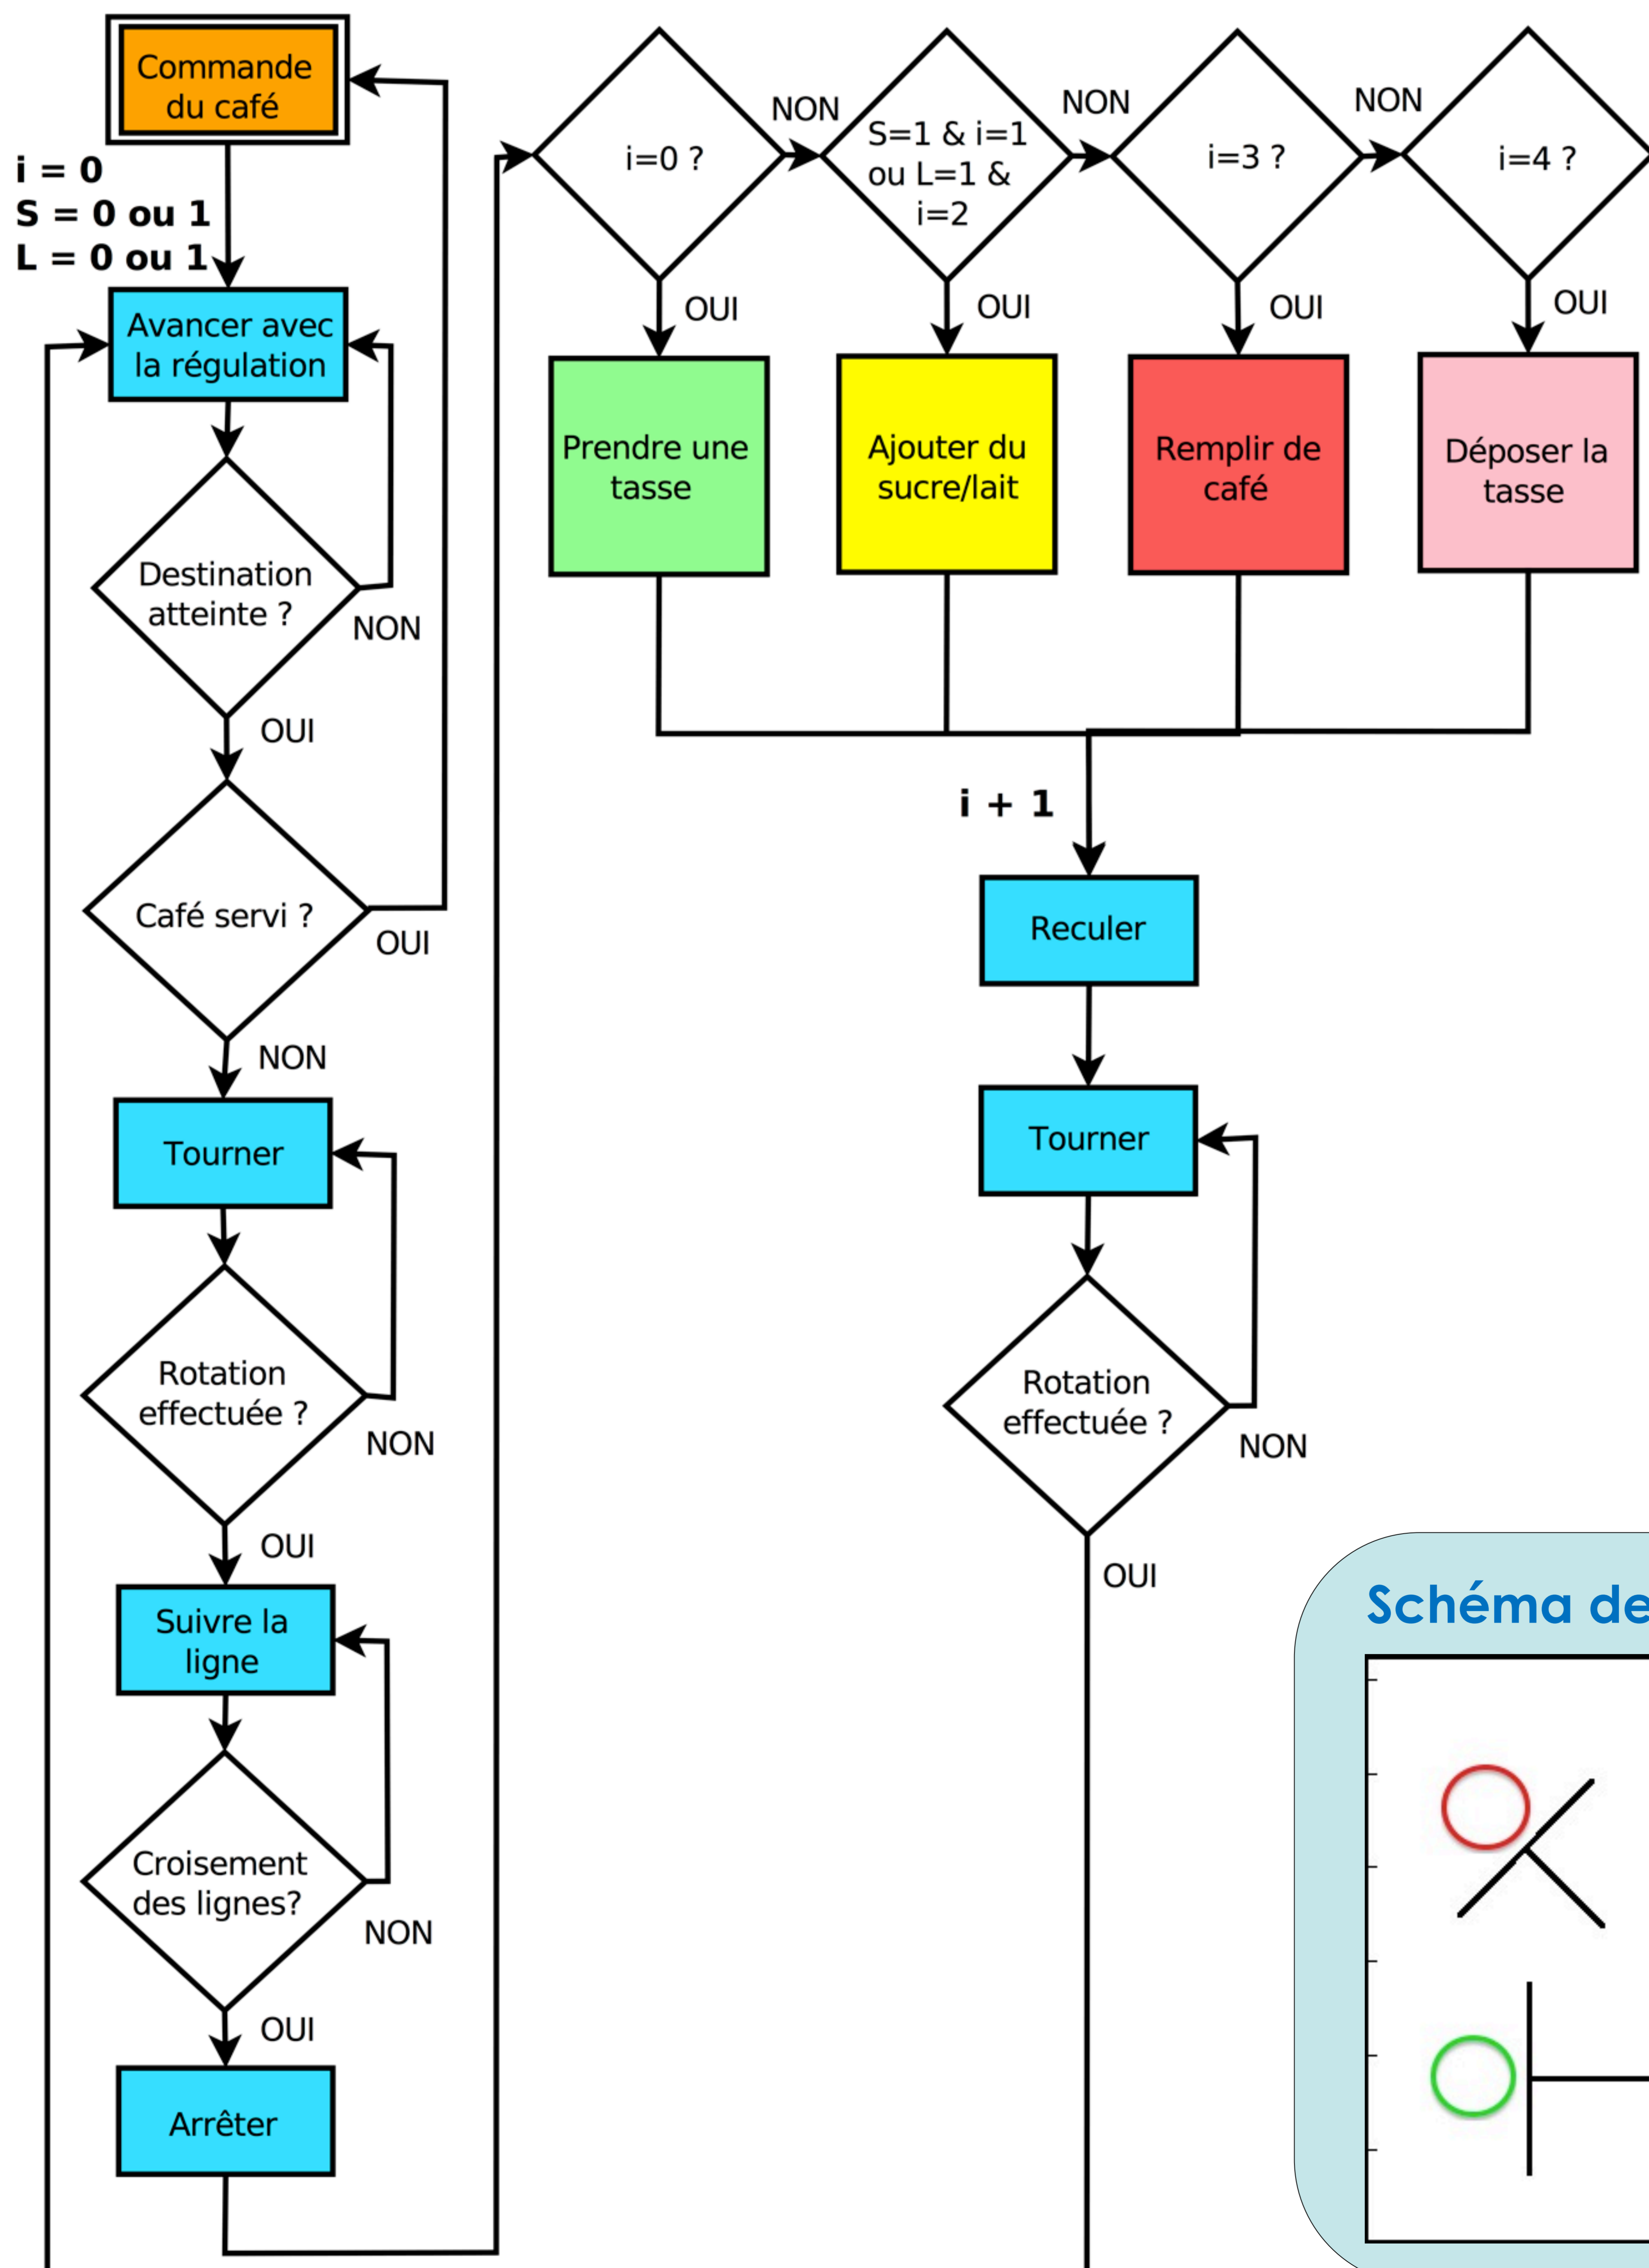 Commande
du café
i = 0
S = 0 ou 1
L = 0 ou 1
Avancer avec
la régulation
Destination
atteinte ?
NON
OUI
Café servi ?
OUI
NON
Tourner
Rotation
effectuée ?
NON
OUI
Suivre la
ligne
Croisement
des lignes?
NON
OUI
Arrêter
i=0 ?
NON
S=1 & i=1
ou L=1 &
i=2
NON
i=3 ?
NON
i=4 ?
OUI
OUI
OUI
OUI
Prendre une
tasse
Ajouter du
sucre/lait
Remplir de
café
Déposer la
tasse
i + 1
Reculer
Tourner
Rotation
effectuée ?
NON
OUI
Schéma de